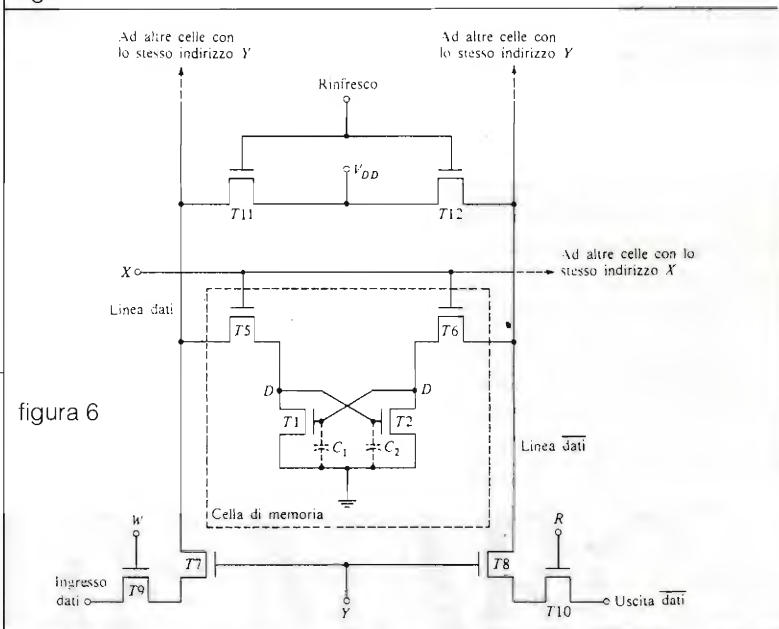 Ad altre celle con
lo stesso indirizzo Y
Ad altre celle con
lo stesso indirizzo Y
Rinfresco
V_DD
T11
T12
X
Ad altre celle con lo
stesso indirizzo X
Linea dati
T5
T6
D
D
T1
T2
C₁
C₂
figura 6
Linea d̅a̅t̅i̅
Cella di memoria
W
R
T7
T8
Ingresso
dati
T9
Y
T10
Uscita d̅a̅t̅i̅